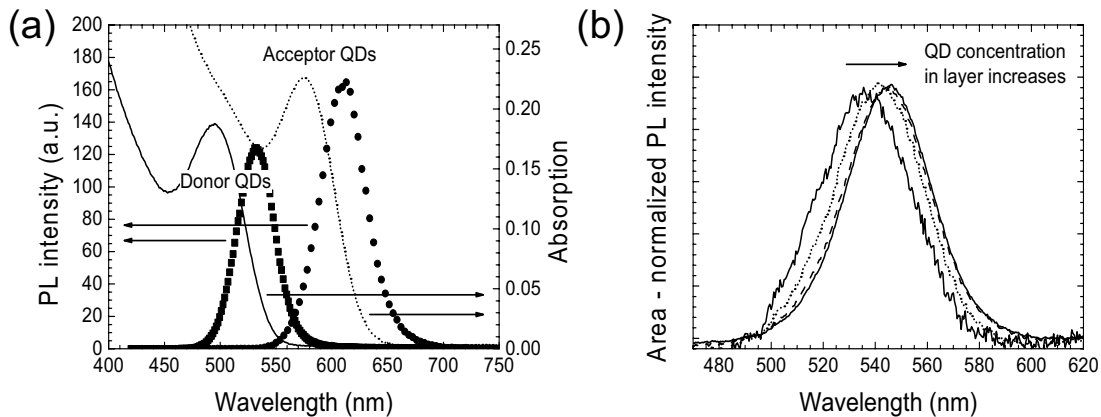 (a)
200
180
160
140
120
100
80
60
40
20
0
PL intensity (a.u.)
Acceptor QDs
Donor QDs
0.25
0.20
0.15
0.10
0.05
0.00
Absorption
400 450 500 550 600 650 700 750
Wavelength (nm)
(b)
Area - normalized PL intensity
QD concentration
in layer increases
480 500 520 540 560 580 600 620
Wavelength (nm)